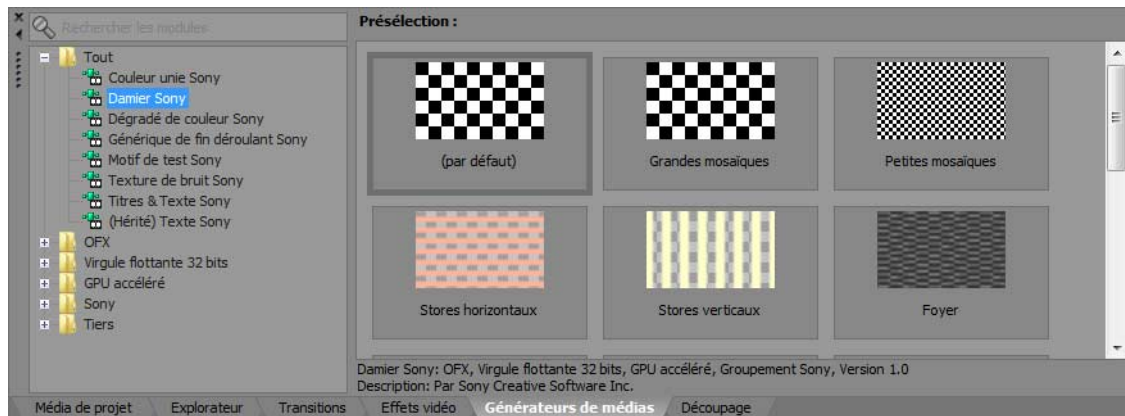 Rechercher les modules
Présélection :
Tout
Couleur unie Sony
Damier Sony
Dégradé de couleur Sony
Générique de fin déroulant Sony
Motif de test Sony
Texture de bruit Sony
Titres & Texte Sony
(Hérité) Texte Sony
OFX
Virgule flottante 32 bits
GPU accéléré
Sony
Tiers
(par défaut)
Grandes mosaïques
Petites mosaïques
Stores horizontaux
Stores verticaux
Foyer
Damier Sony: OFX, Virgule flottante 32 bits, GPU accéléré, Groupement Sony, Version 1.0
Description: Par Sony Creative Software Inc.
Média de projet
Explorateur
Transitions
Effets vidéo
Générateurs de médias
Découpage